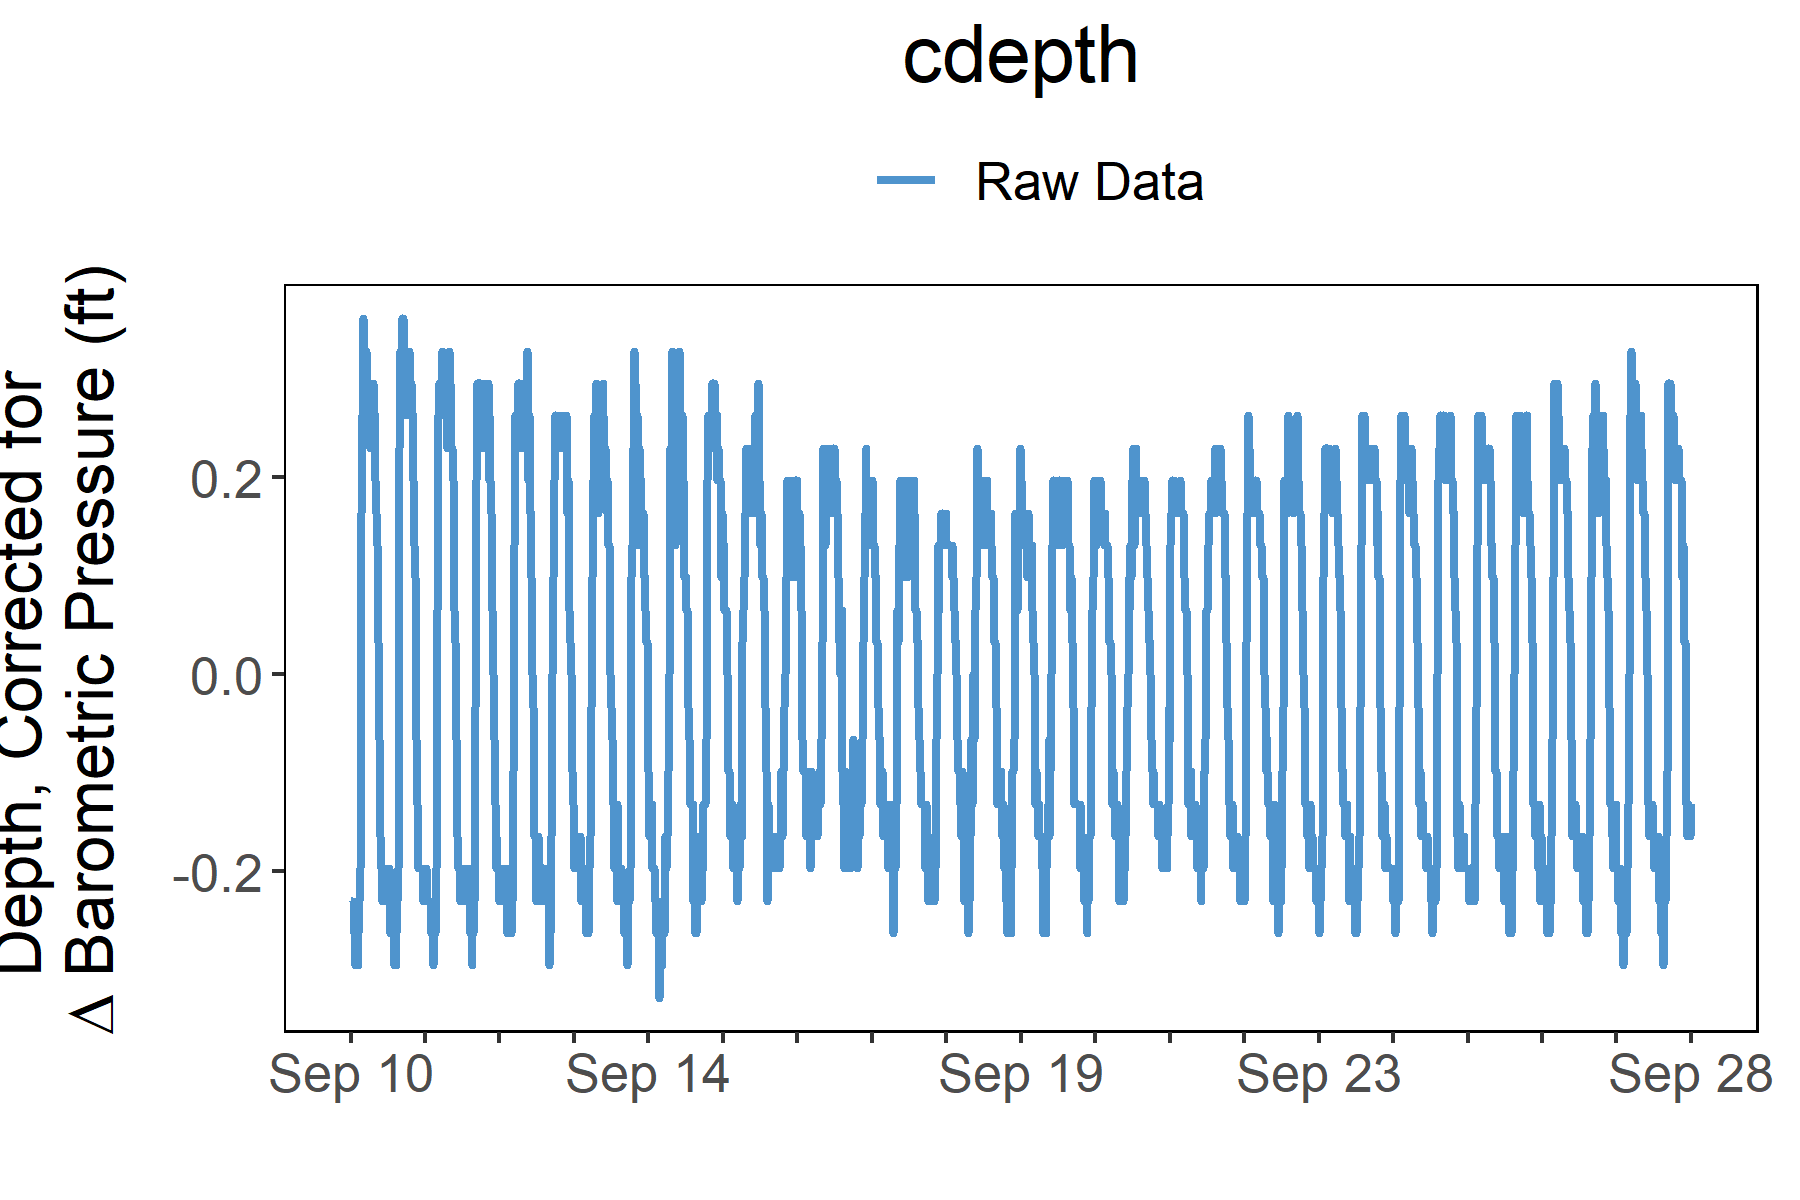 cdepth
Raw Data
Depth, Corrected for
Δ Barometric Pressure (ft)
0.2
0.0
-0.2
Sep 10 Sep 14 Sep 19 Sep 23 Sep 28